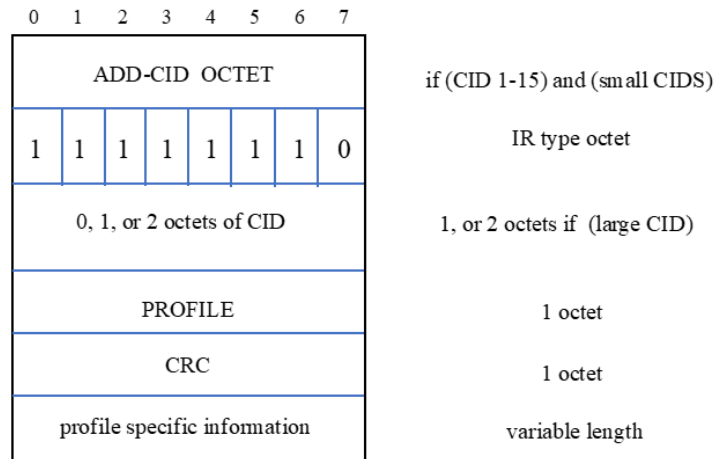 0 1 2 3 4 5 6 7
ADD-CID OCTET if (CID 1-15) and (small CIDS)
1 1 1 1 1 1 1 0 IR type octet
0, 1, or 2 octets of CID 1, or 2 octets if (large CID)
PROFILE 1 octet
CRC 1 octet
profile specific information variable length